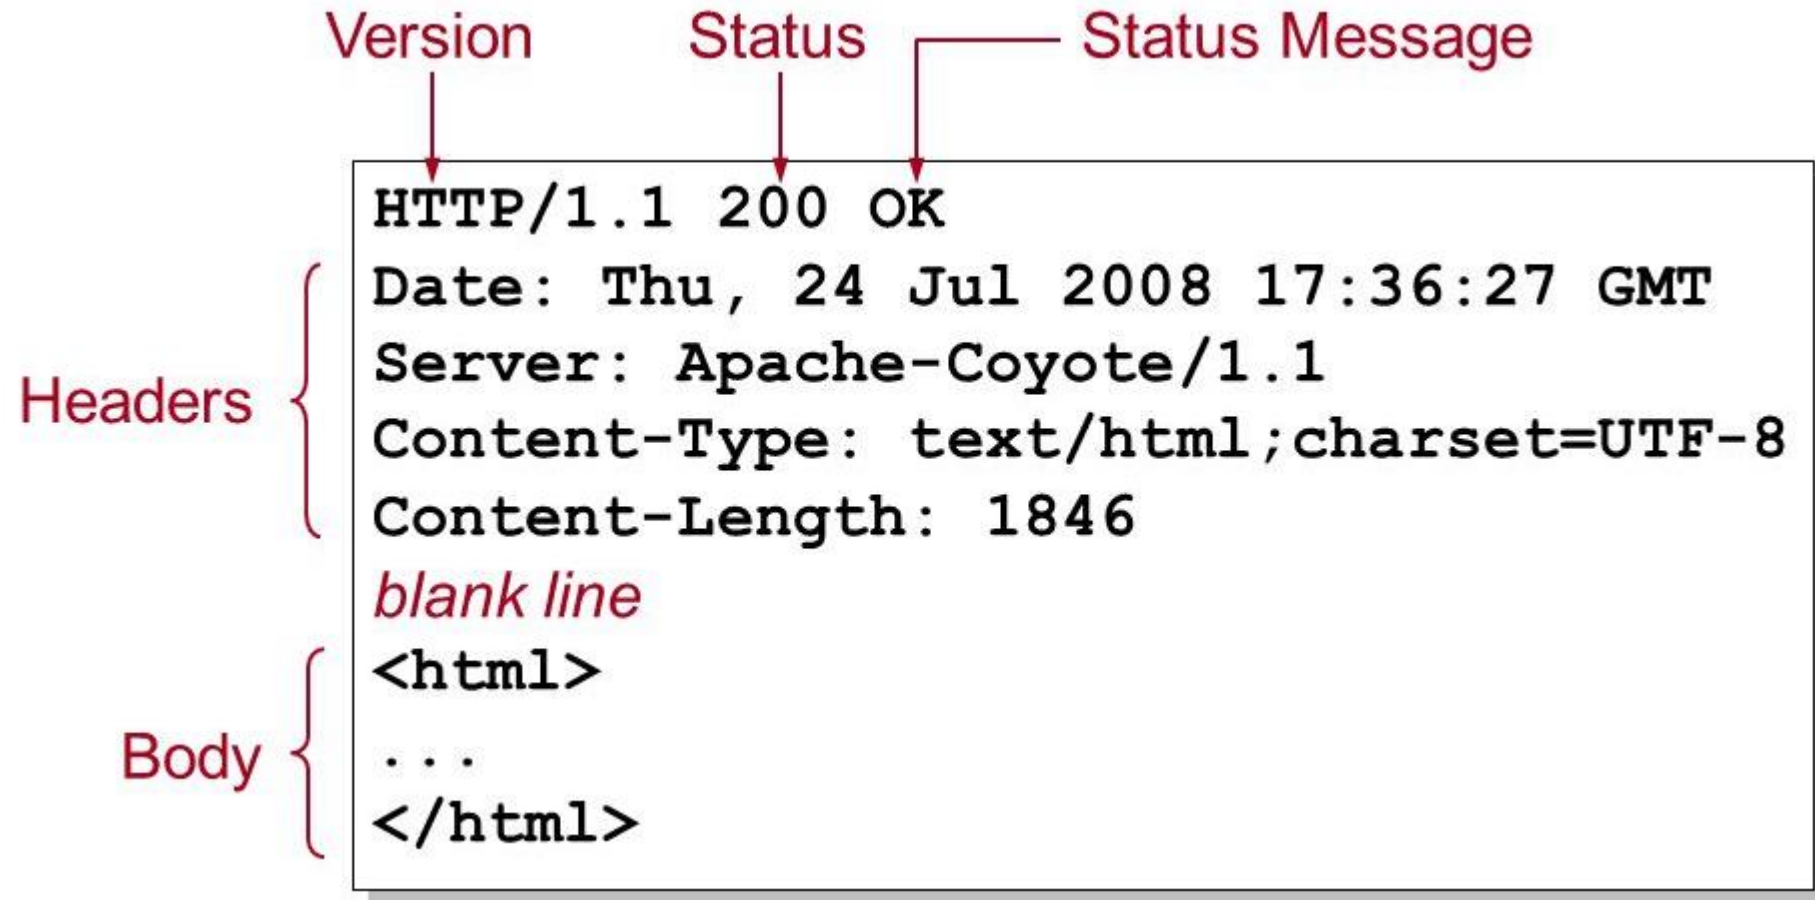 Version Status Status Message
HTTP/1.1 200 OK
Date: Thu, 24 Jul 2008 17:36:27 GMT
Server: Apache-Coyote/1.1
Headers
Content-Type: text/html;charset=UTF-8
Content-Length: 1846
blank line
<html>
Body
...
</html>